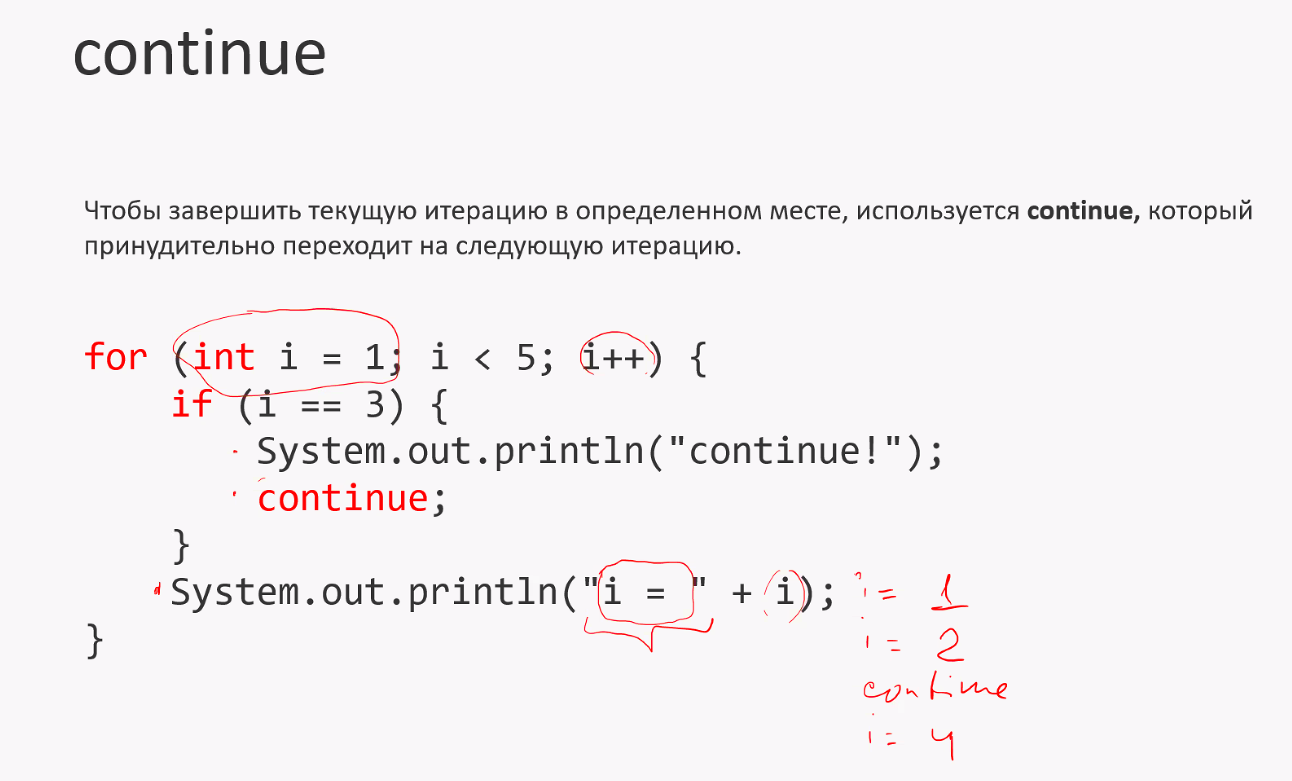 continue
Чтобы завершить текущую итерацию в определенном месте, используется continue, который
принудительно переходит на следующую итерацию.
for (int i = 1; i < 5; i++) {
if (i == 3) {
System.out.println("continue!");
continue;
}
System.out.println("i = " + i);
}
i = 1
i = 2
continue
i = 4